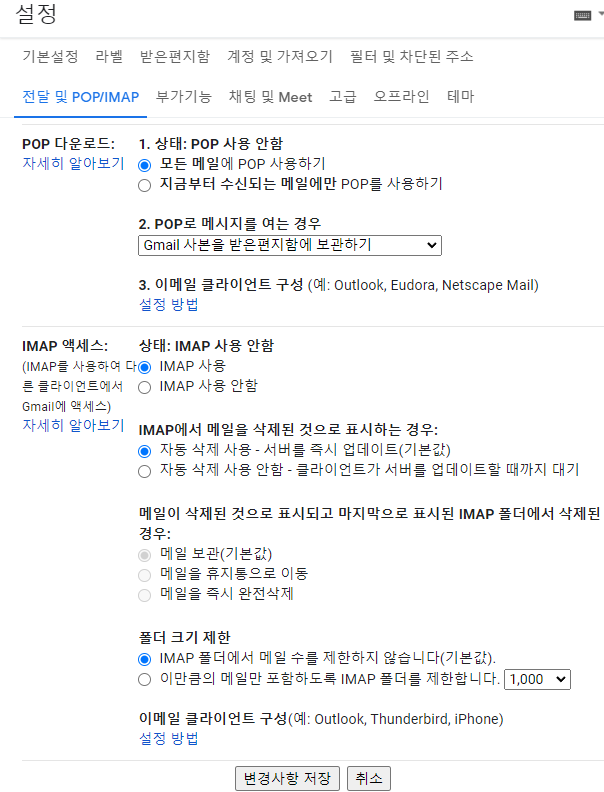 설정
기본설정 라벨 받은편지함 계정 및 가져오기 필터 및 차단된 주소
전달 및 POP/IMAP 부가기능 채팅 및 Meet 고급 오프라인 테마
POP 다운로드:
자세히 알아보기
1. 상태: POP 사용 안함
모든 메일에 POP 사용하기
지금부터 수신되는 메일에만 POP를 사용하기
2. POP로 메시지를 여는 경우
Gmail 사본을 받은편지함에 보관하기
3. 이메일 클라이언트 구성 (예: Outlook, Eudora, Netscape Mail)
설정 방법
IMAP 액세스:
(IMAP를 사용하여 다
른 클라이언트에서
Gmail에 액세스)
자세히 알아보기
상태: IMAP 사용 안함
IMAP 사용
IMAP 사용 안함
IMAP에서 메일을 삭제된 것으로 표시하는 경우:
자동 삭제 사용 - 서버를 즉시 업데이트(기본값)
자동 삭제 사용 안함 - 클라이언트가 서버를 업데이트할 때까지 대기
메일이 삭제된 것으로 표시되고 마지막으로 표시된 IMAP 폴더에서 삭제된
경우:
메일 보관(기본값)
메일을 휴지통으로 이동
메일을 즉시 완전삭제
폴더 크기 제한
IMAP 폴더에서 메일 수를 제한하지 않습니다(기본값).
이만큼의 메일만 포함하도록 IMAP 폴더를 제한합니다. 1,000
이메일 클라이언트 구성(예: Outlook, Thunderbird, iPhone)
설정 방법
변경사항 저장 취소